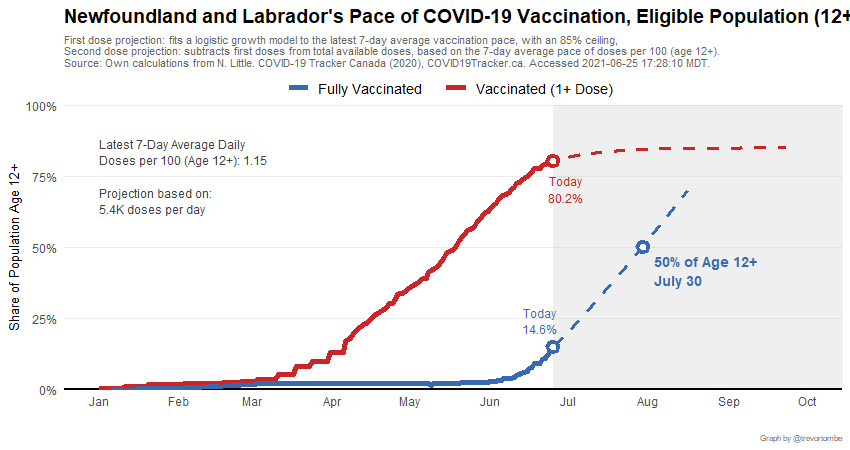 Newfoundland and Labrador's Pace of COVID-19 Vaccination, Eligible Population (12+
First dose projection: fits a logistic growth model to the latest 7-day average vaccination pace, with an 85% ceiling,
Second dose projection: subtracts first doses from total available doses, based on the 7-day average pace of doses per 100 (age 12+).
Source: Own calculations from N. Little. COVID-19 Tracker Canada (2020), COVID19Tracker.ca. Accessed 2021-06-25 17:28:10 MDT.
Fully Vaccinated Vaccinated (1+ Dose)
100%
Latest 7-Day Average Daily
Doses per 100 (Age 12+): 1.15
Projection based on:
5.4K doses per day
75%
50%
25%
0%
Share of Population Age 12+
Today
80.2%
50% of Age 12+
July 30
Today
14.6%
Jan Feb Mar Apr May Jun Jul Aug Sep Oct
Graph by @trevortombe